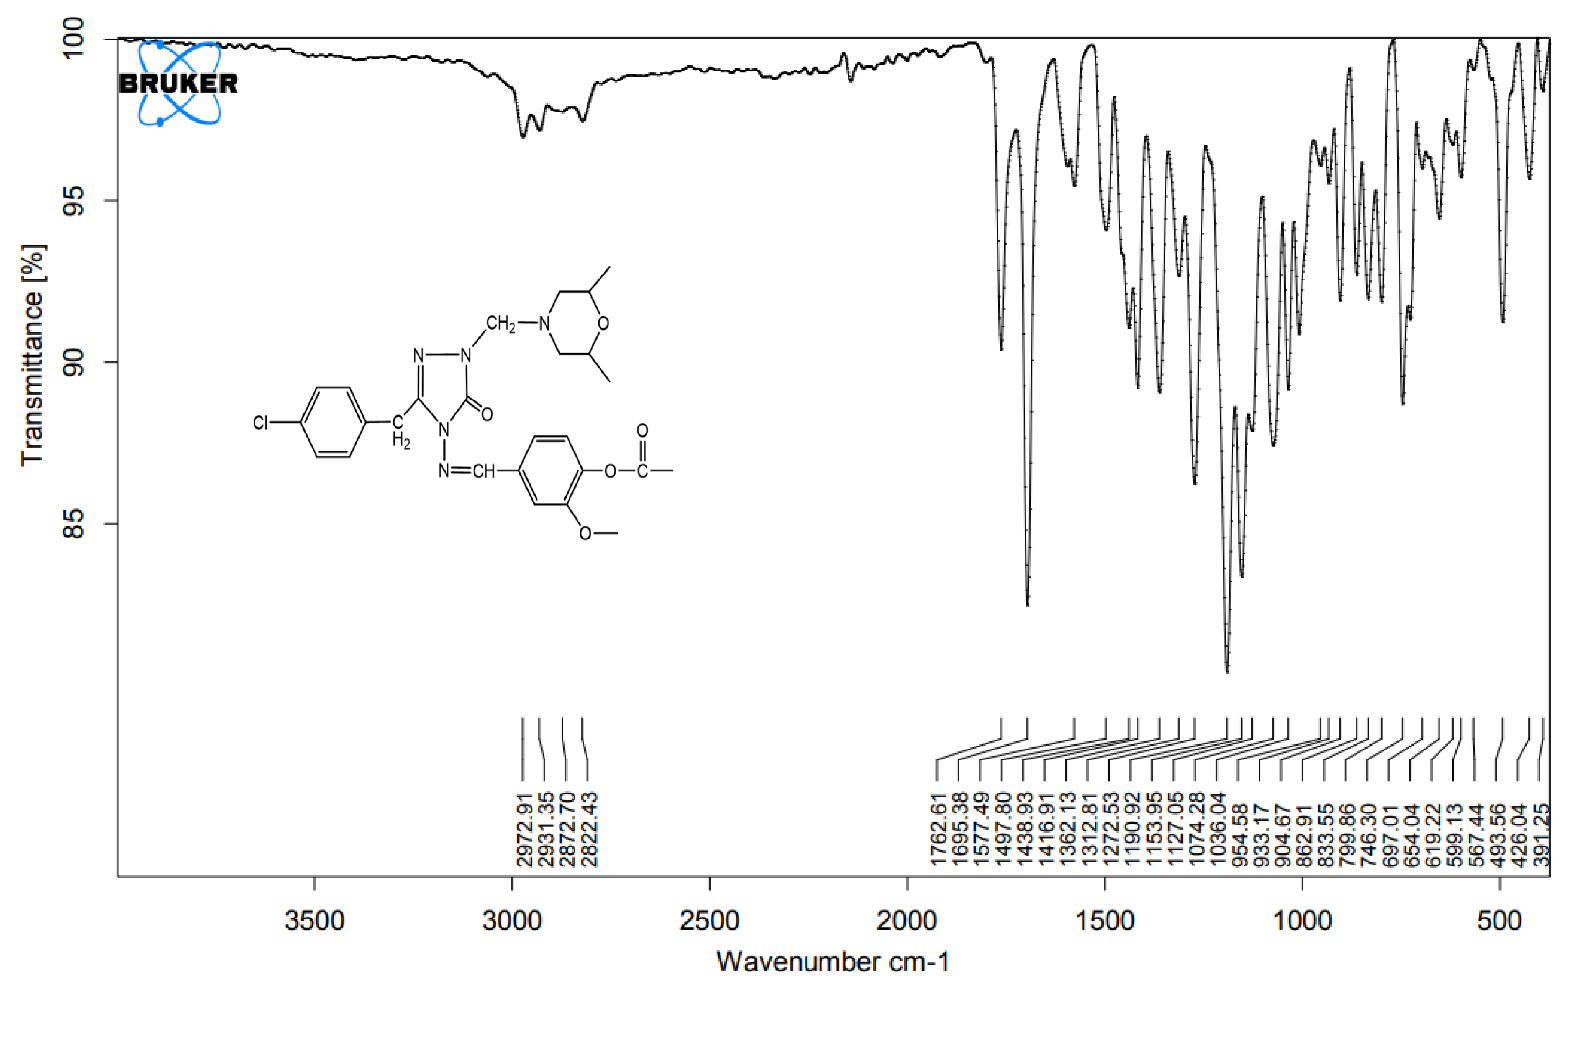 BRUKER
Transmittance [%]
100
95
90
85
CH2
N
O
N
N
Cl
C
H2
N
O
O
N
CH
O
C
O
2972.91
2931.35
2872.70
2822.43
1762.61
1695.38
1577.49
1497.80
1438.93
1416.91
1362.13
1312.81
1272.53
1190.92
1153.95
1127.05
1074.28
1036.04
954.58
933.17
904.67
862.91
833.55
799.86
746.30
697.01
654.04
619.22
599.13
567.44
493.56
426.04
391.25
3500
3000
2500
2000
1500
1000
500
Wavenumber cm-1